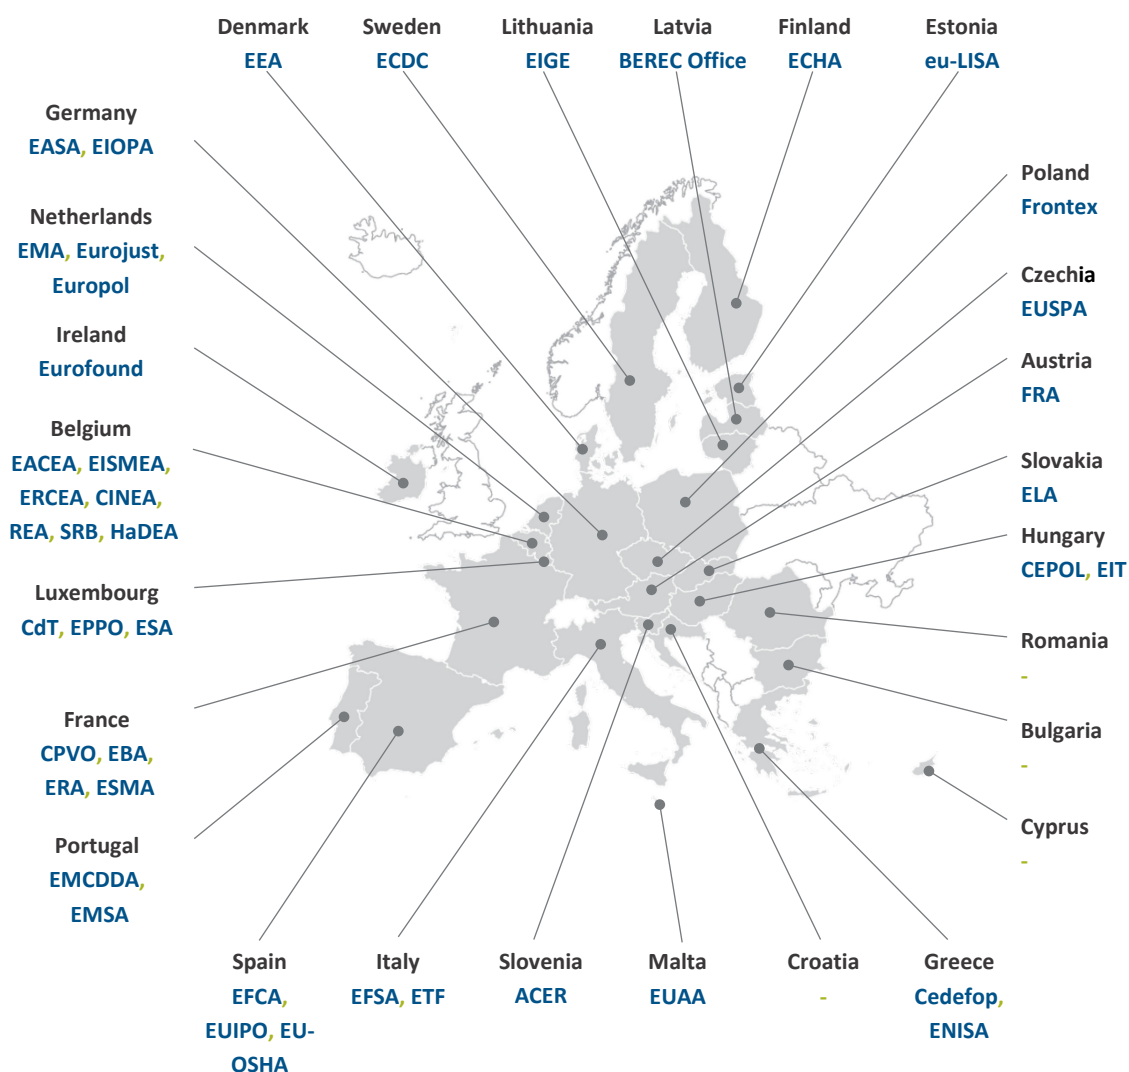 Denmark
EEA
Sweden
ECDC
Lithuania
EIGE
Latvia
BEREC Office
Finland
ECHA
Estonia
eu-LISA
Germany
EASA, EIOPA
Netherlands
EMA, Eurojust,
Europol
Ireland
Eurofound
Belgium
EACEA, EISMEA,
ERCEA, CINEA,
REA, SRB, HaDEA
Luxembourg
CdT, EPPO, ESA
France
CPVO, EBA,
ERA, ESMA
Portugal
EMCDDA,
EMSA
Poland
Frontex
Czechia
EUSPA
Austria
FRA
Slovakia
ELA
Hungary
CEPOL, EIT
Romania
-
Bulgaria
-
Cyprus
-
Spain
EFCA,
EUIPO, EU-
OSHA
Italy
EFSA, ETF
Slovenia
ACER
Malta
EUAA
Croatia
-
Greece
Cedefop,
ENISA